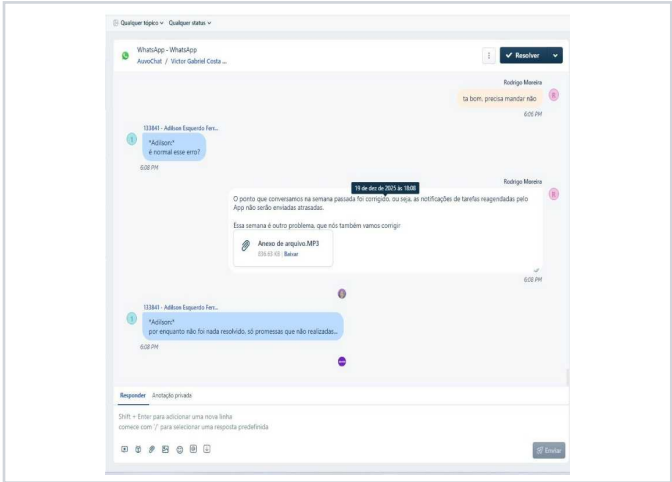 Qualquer tópico Qualquer status
WhatsApp - WhatsApp
AuvoChat / Victor Gabriel Costa ...
Resolver
Rodrigo Moreira
ta bom. precisa mandar não
R
6:05 PM
133841 - Adilson Esquerdo Ferr...
1
*Adilson:*
é normal esse erro?
6:08 PM
Rodrigo Moreira
19 de dez de 2025 às 18:08
R
O ponto que conversamos na semana passada foi corrigido, ou seja, as notificações de tarefas reagendadas pelo
App não serão enviadas atrasadas.
Essa semana é outro problema, que nós também vamos corrigir
Anexo de arquivo.MP3
KB | Baixar
6:08 PM
133841 - Adilson Esquerdo Ferr...
1
*Adilson:*
por enquanto não foi nada resolvido, só promessas que não realizadas...
6:08 PM
Responder Anotação privada
Shift + Enter para adicionar uma nova linha
comece com '/' para selecionar uma resposta predefinida
Enviar